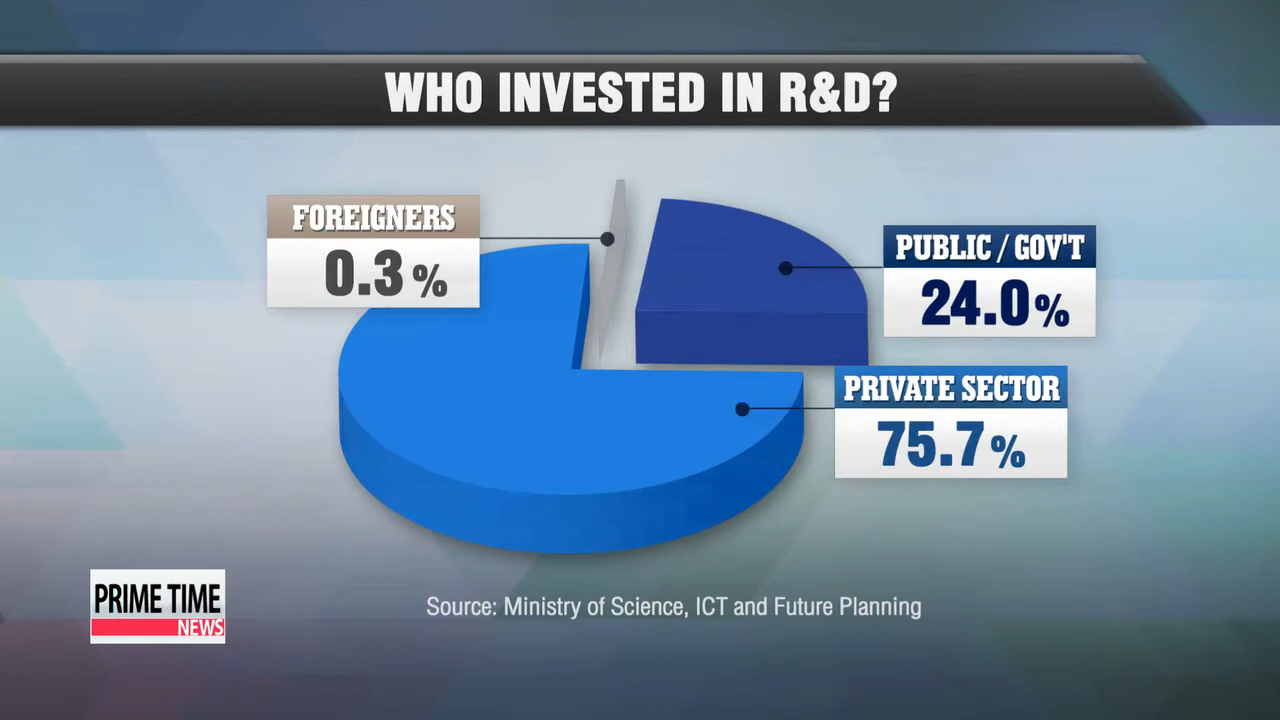 WHO INVESTED IN R&D?
FOREIGNERS
0.3%
PUBLIC / GOV'T
24.0%
PRIVATE SECTOR
75.7%
PRIME TIME
NEWS
Source: Ministry of Science, ICT and Future Planning